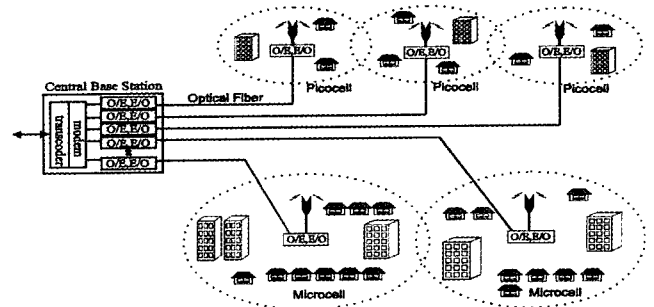 O/E,E/O
O/E,E/O
O/E,E/O
Picocell
Picocell
Picocell
Central Base Station
Optical Fiber
transcoder
modem
O/E,E/O
O/E,E/O
O/E,E/O
O/E,E/O
O/E,E/O
O/E,E/O
O/E,E/O
Microcell
Microcell